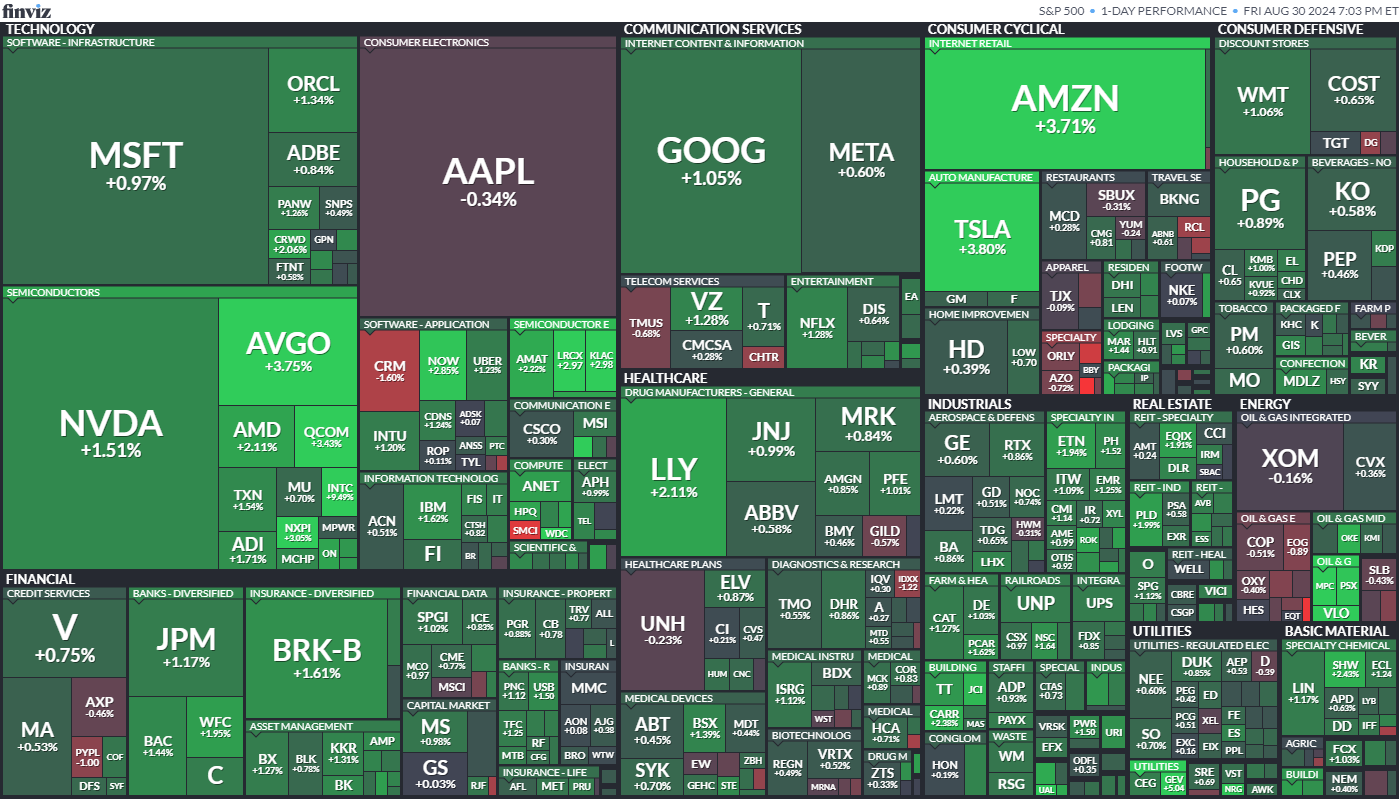 finviz
S&P 500 • 1-DAY PERFORMANCE • FRI AUG 30 2024 7:03 PM ET
TECHNOLOGY
SOFTWARE - INFRASTRUCTURE
MSFT
+0.97%
ORCL
+1.34%
ADBE
+0.84%
PANW
+1.26%
SNPS
+0.49%
CRWD
+2.06%
GPN
FTNT
+0.58%
CONSUMER ELECTRONICS
AAPL
-0.34%
SEMICONDUCTORS
NVDA
+1.51%
AVGO
+3.75%
AMD
+2.11%
QCOM
+3.43%
TXN
+1.54%
MU
+0.70%
INTC
+9.49%
ADI
+1.71%
NXPI
+3.05%
MPWR
MCHP
ON
SOFTWARE - APPLICATION
CRM
-1.60%
NOW
+2.85%
UBER
+1.23%
INTU
+1.20%
CDNS
+1.24%
ADSK
+0.07
ROP
+0.11%
ANSS
PTC
TYL
SEMICONDUCTOR E
AMAT
+2.22%
LRCX
+2.97
KLAC
+2.98
COMMUNICATION E
CSCO
+0.30%
MSI
INFORMATION TECHNOLOG
ACN
+0.51%
IBM
+1.62%
FIS
IT
FI
CTSH
+0.82
BR
COMPUTE
ANET
HPQ
SMCI
WDC
ELECT
APH
+0.99%
TEL
SCIENTIFIC &
COMMUNICATION SERVICES
INTERNET CONTENT & INFORMATION
GOOG
+1.05%
META
+0.60%
TELECOM SERVICES
TMUS
-0.68%
VZ
+1.28%
T
+0.71%
CMCSA
+0.28%
CHTR
ENTERTAINMENT
NFLX
+1.28%
DIS
+0.64%
EA
CONSUMER CYCLICAL
INTERNET RETAIL
AMZN
+3.71%
AUTO MANUFACTURE
TSLA
+3.80%
GM
F
RESTAURANTS
MCD
+0.28%
SBUX
-0.31%
CMG
+0.81
YUM
-0.24
TRAVEL SE
BKNG
ABNB
+0.61
RCL
HOME IMPROVEMEN
HD
+0.39%
LOW
+0.70
APPAREL
TJX
-0.09%
RESIDEN
DHI
LEN
FOOTW
NKE
+0.07%
SPECIALTY
ORLY
BBY
AZO
-0.72%
LODGING
MAR
+1.44
HLT
+0.91
LVS
GPC
PACKAGI
IP
CONSUMER DEFENSIVE
DISCOUNT STORES
WMT
+1.06%
COST
+0.65%
TGT
DG
HOUSEHOLD & P
PG
+0.89%
CL
+0.65
KMB
+1.00%
EL
KVUE
+0.92%
CHD
CLX
BEVERAGES - NO
KO
+0.58%
PEP
+0.46%
KDP
TOBACCO
PM
+0.60%
MO
PACKAGED F
KHC
K
GIS
FARM P
BEVER
CONFECTION
MDLZ
HSY
KR
SYY
HEALTHCARE
DRUG MANUFACTURERS - GENERAL
LLY
+2.11%
JNJ
+0.99%
MRK
+0.84%
ABBV
+0.58%
AMGN
+0.85%
PFE
+1.01%
BMY
+0.46%
GILD
-0.57%
HEALTHCARE PLANS
UNH
-0.23%
ELV
+0.87%
CI
+0.21%
CVS
+0.47
HUM
CNC
DIAGNOSTICS & RESEARCH
TMO
+0.55%
DHR
+0.86%
IQV
+0.30
IDXX
-1.22
A
+0.27
MTD
+0.55
MEDICAL DEVICES
ABT
+0.45%
BSX
+1.39%
MDT
+0.44%
SYK
+0.70%
EW
ZBH
GEHC
STE
MEDICAL INSTRU
ISRG
+1.12%
BDX
WST
MEDICAL
MCK
+0.89
COR
+0.83
MEDICAL
HCA
+0.71%
BIOTECHNOLOG
REGN
+0.49%
VRTX
+0.52%
MRNA
DRUG M
ZTS
+0.33%
FINANCIAL
CREDIT SERVICES
V
+0.75%
MA
+0.53%
AXP
-0.46%
PYPL
-1.00
COF
DFS
SYF
BANKS - DIVERSIFIED
JPM
+1.17%
BAC
+1.44%
WFC
+1.95%
C
INSURANCE - DIVERSIFIED
BRK-B
+1.61%
ASSET MANAGEMENT
BX
+1.27%
BLK
+0.78%
KKR
+1.31%
AMP
BK
FINANCIAL DATA
SPGI
+1.02%
ICE
+0.83%
MCO
+0.97
CME
+0.77%
MSCI
CAPITAL MARKET
MS
+0.98%
GS
+0.03%
RJF
INSURANCE - PROPERT
PGR
+0.88%
CB
+0.78
TRV
+0.77
ALL
L
BANKS - R
PNC
+1.12
USB
+1.50
TFC
+1.25
RF
MTB
CFG
INSURAN
MMC
AON
+0.08
AJG
+0.38
BRO
WTW
INSURANCE - LIFE
AFL
MET
PRU
INDUSTRIALS
AEROSPACE & DEFENS
GE
+0.60%
RTX
+0.86%
LMT
+0.22%
GD
+0.51%
NOC
+0.74%
BA
+0.86%
TDG
+0.65%
HWM
-0.31%
LHX
SPECIALTY IN
ETN
+1.94%
PH
+1.52
ITW
+1.09%
EMR
+1.25%
CMI
+1.14
IR
+0.72
XYL
AME
+0.99
ROK
OTIS
+0.92
FARM & HEA
CAT
+1.27%
DE
+1.03%
PCAR
+1.62%
RAILROADS
UNP
CSX
+0.97
NSC
+1.64
INTEGRA
UPS
FDX
+0.85
BUILDING
TT
JCI
CARR
+2.38%
MAS
STAFFI
ADP
+0.93%
PAYX
SPECIAL
CTAS
+0.73
INDUS
CONGLOM
HON
+0.19%
WASTE
WM
RSG
VRSK
EFX
PWR
+1.50
URI
ODFL
+0.35
UAL
REAL ESTATE
REIT - SPECIALTY
AMT
+0.24
EQIX
+1.91%
CCI
DLR
IRM
SBAC
REIT - IND
PLD
+1.99%
PSA
+0.58
EXR
REIT -
AVB
ESS
O
SPG
+1.12%
REIT - HEAL
WELL
CBRE
VICI
CSGP
ENERGY
OIL & GAS INTEGRATED
XOM
-0.16%
CVX
+0.36%
OIL & GAS E
COP
-0.51%
EOG
-0.89
OXY
-0.40%
HES
EQT
OIL & GAS MID
OKE
KMI
OIL & G
MPC
PSX
VLO
SLB
-0.43%
UTILITIES
UTILITIES - REGULATED ELEC
NEE
+0.60%
DUK
+0.85%
AEP
+0.53
D
-0.39
SO
+0.70%
PEG
+0.42
ED
PCG
+0.51
XEL
FE
EXC
+0.16
EIX
ES
PPL
UTILITIES
CEG
GEV
+5.04
SRE
+0.69
VST
NRG
AWK
BASIC MATERIAL
SPECIALTY CHEMICAL
LIN
+1.17%
SHW
+2.43%
ECL
+1.24
APD
+0.63%
LYB
DD
IFF
AGRIC
FCX
+1.03%
BUILDI
NEM
+0.40%